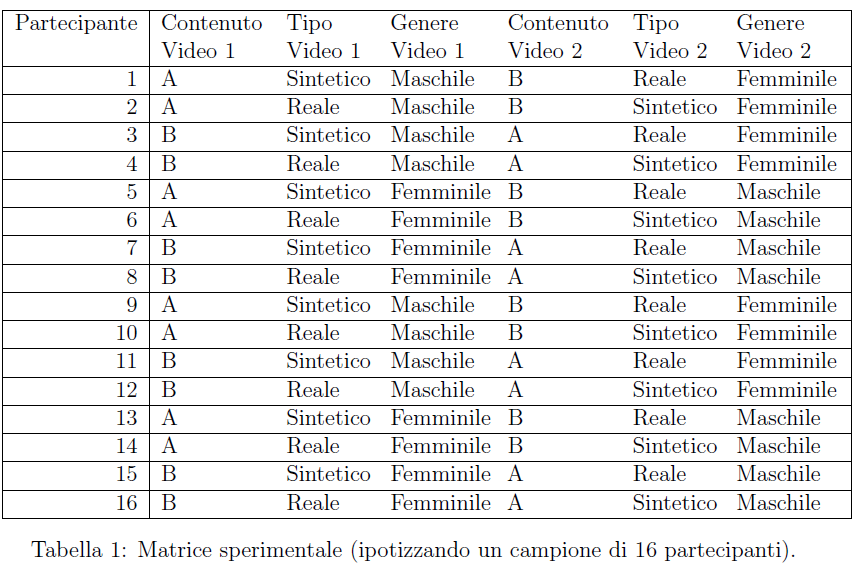 Partecipante Contenuto Tipo Genere Contenuto Tipo Genere
Video 1 Video 1 Video 1 Video 2 Video 2 Video 2
1 A Sintetico Maschile B Reale Femminile
2 A Reale Maschile B Sintetico Femminile
3 B Sintetico Maschile A Reale Femminile
4 B Reale Maschile A Sintetico Femminile
5 A Sintetico Femminile B Reale Maschile
6 A Reale Femminile B Sintetico Maschile
7 B Sintetico Femminile A Reale Maschile
8 B Reale Femminile A Sintetico Maschile
9 A Sintetico Maschile B Reale Femminile
10 A Reale Maschile B Sintetico Femminile
11 B Sintetico Maschile A Reale Femminile
12 B Reale Maschile A Sintetico Femminile
13 A Sintetico Femminile B Reale Maschile
14 A Reale Femminile B Sintetico Maschile
15 B Sintetico Femminile A Reale Maschile
16 B Reale Femminile A Sintetico Maschile
Tabella 1: Matrice sperimentale (ipotizzando un campione di 16 partecipanti).